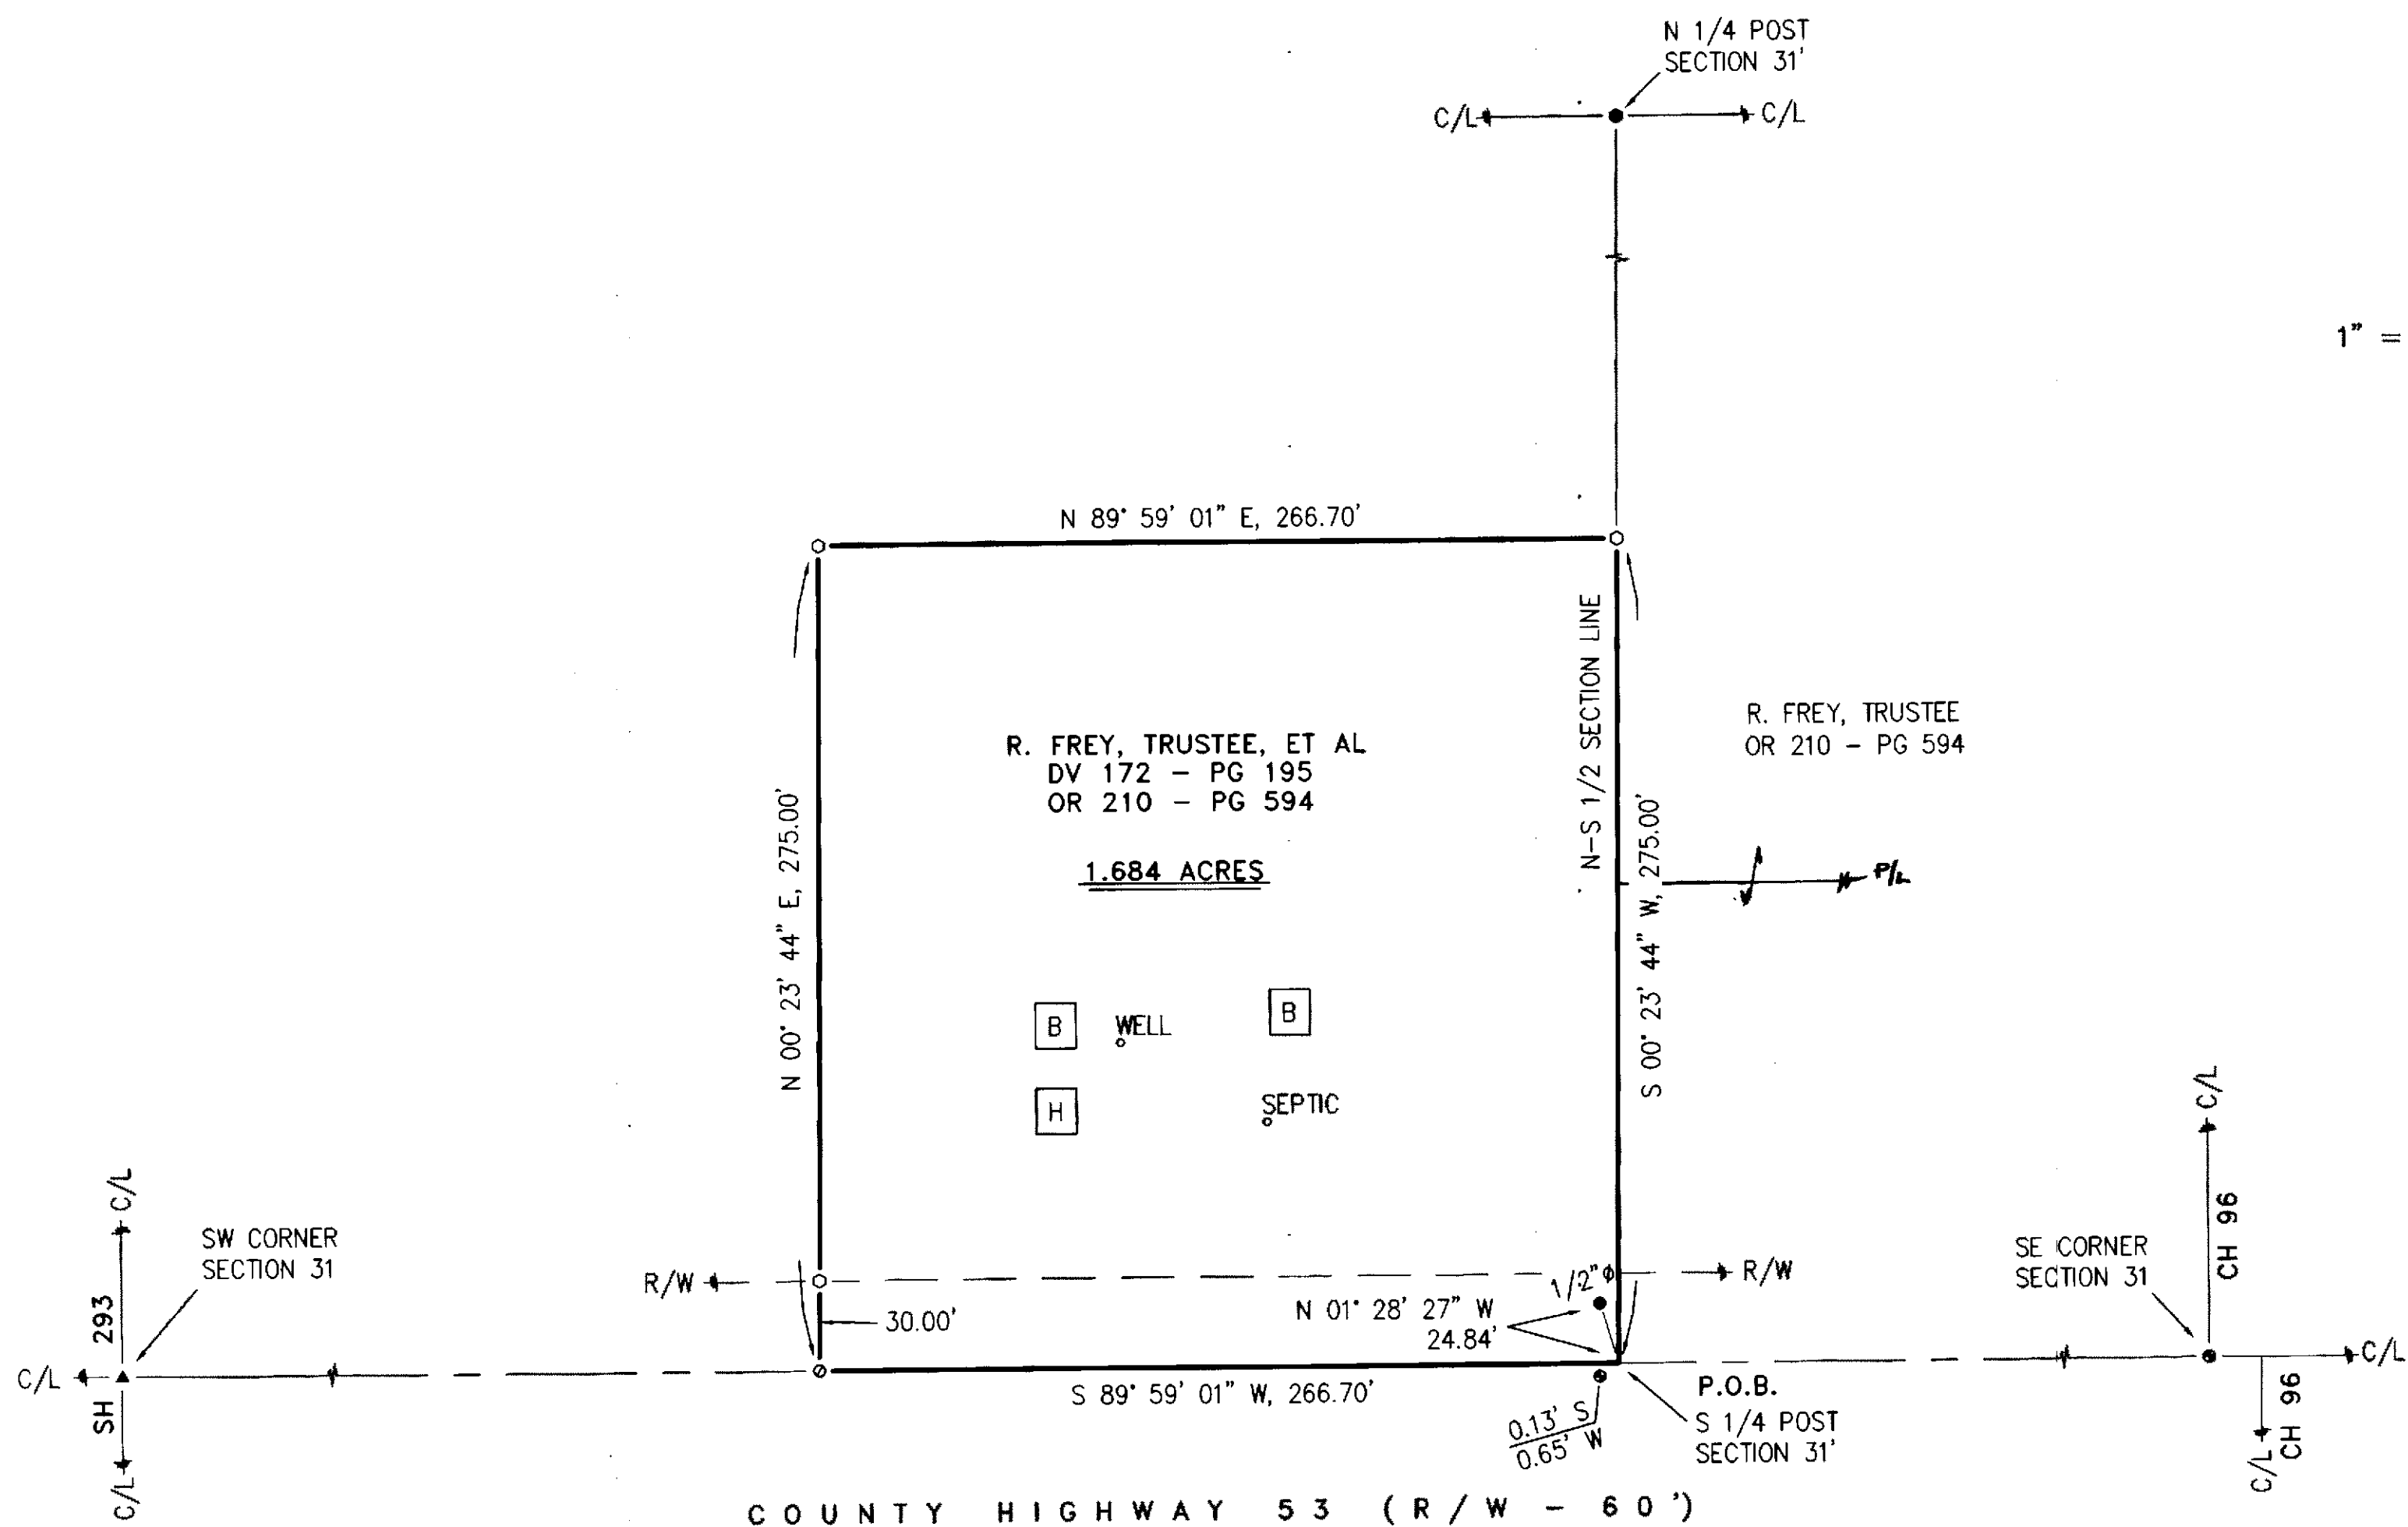 N 1/4 POST
SECTION 31'
C/L
C/L
1" =
N 89° 59' 01" E, 266.70'
N-S 1/2 SECTION LINE
R. FREY, TRUSTEE, ET AL
DV 172 - PG 195
OR 210 - PG 594
1.684 ACRES
R. FREY, TRUSTEE
OR 210 - PG 594
N 00° 23' 44" E, 275.00'
S 00° 23' 44" W, 275.00'
P/L
B
WELL
B
H
SEPTIC
C/L
SH 293
C/L
C/L
SW CORNER
SECTION 31
R/W
30.00'
1/2"
R/W
N 01° 28' 27" W
24.84'
SE CORNER
SECTION 31
C/L
CH 96
C/L
CH 96
C/L
S 89° 59' 01" W, 266.70'
0.13' S
0.65' W
P.O.B.
S 1/4 POST
SECTION 31'
COUNTY HIGHWAY 53 (R/W - 60')